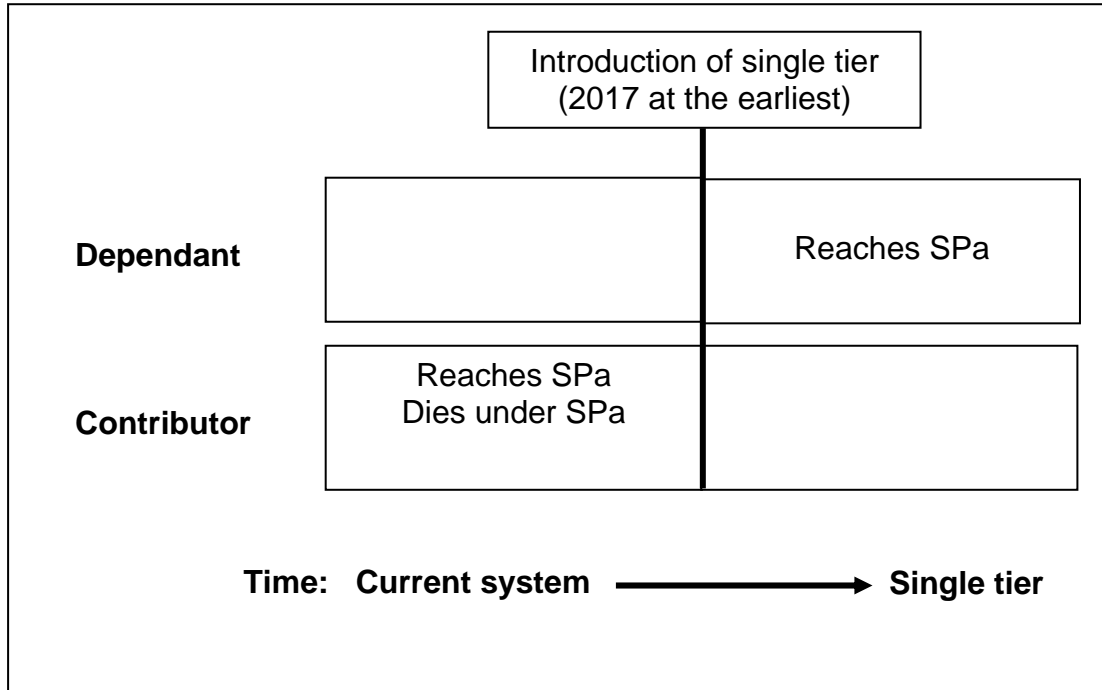 Introduction of single tier
(2017 at the earliest)
Dependant
Reaches SPa
Contributor
Reaches SPa
Dies under SPa
Time: Current system
Single tier